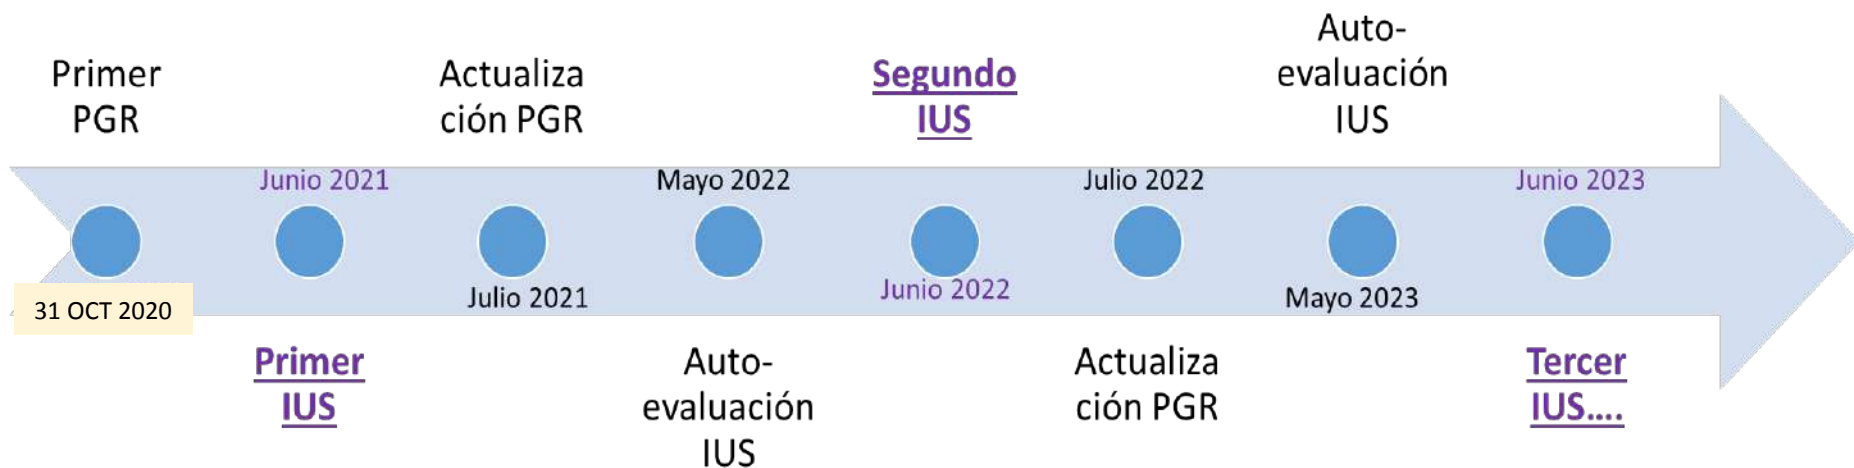 Primer
PGR
Actualiza
ción PGR
Segundo
IUS
Auto-
evaluación
IUS
Junio 2021
Mayo 2022
Julio 2022
Junio 2023
31 OCT 2020
Julio 2021
Junio 2022
Mayo 2023
Primer
IUS
Auto-
evaluación
IUS
Actualiza
ción PGR
Tercer
IUS....